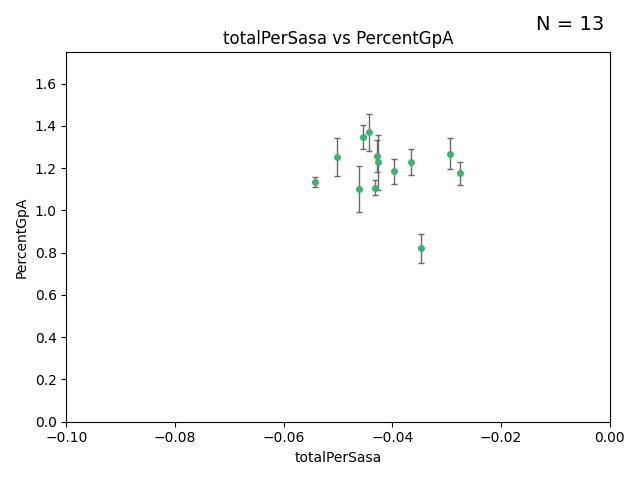 N = 13
totalPerSasa vs PercentGpA
PercentGpA
1.6
1.4
1.2
1.0
0.8
0.6
0.4
0.2
0.0
−0.10 −0.08 −0.06 −0.04 −0.02 0.00
totalPerSasa